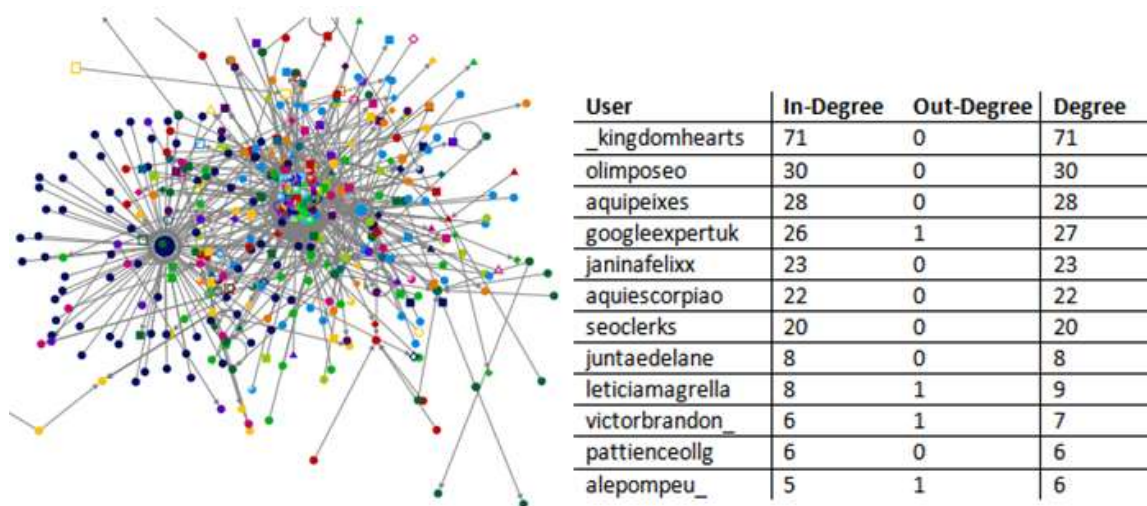 User In-Degree Out-Degree Degree
_kingdomhearts 71 0 71
olimposeo 30 0 30
aquipeixes 28 0 28
googleexpertuk 26 1 27
janinafelixx 23 0 23
aquiescorpiao 22 0 22
seoclerks 20 0 20
juntaedelane 8 0 8
leticiamagrella 8 1 9
victorbrandon_ 6 1 7
pattienceollg 6 0 6
alepompeu_ 5 1 6